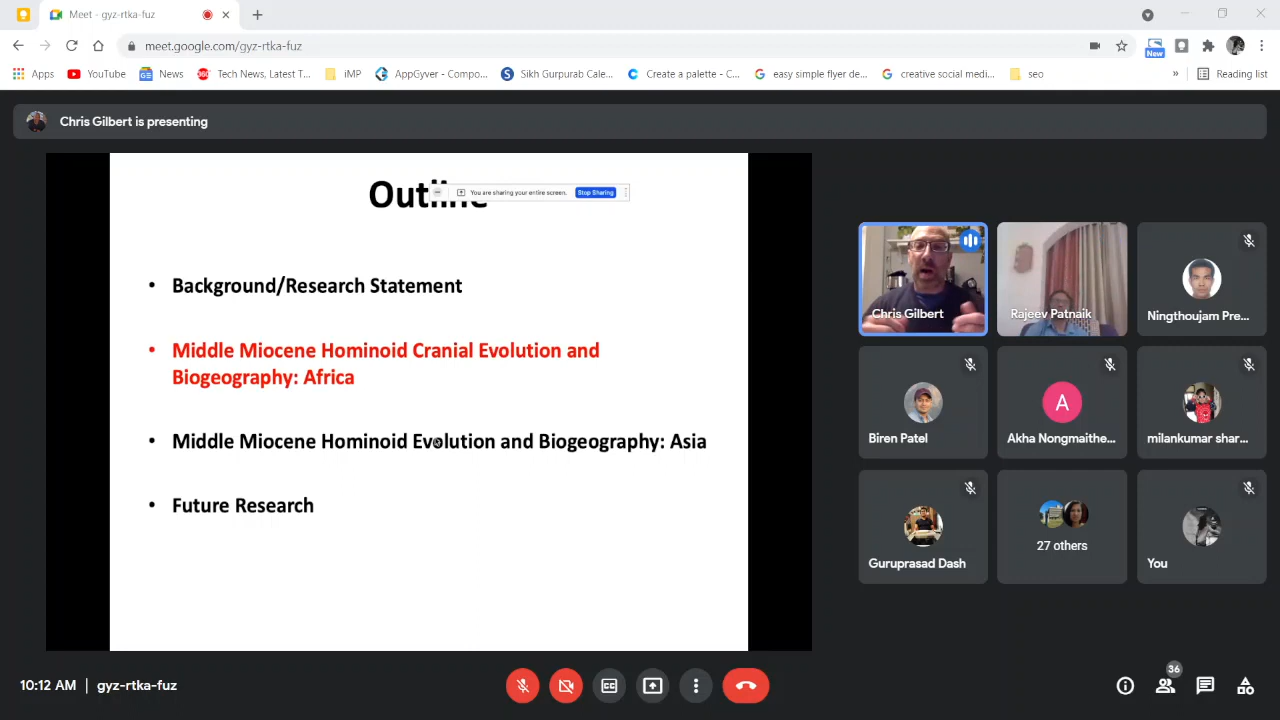 Meet - gyz-rtka-fuz
meet.google.com/gyz-rtka-fuz
New
Apps
YouTube
News
Tech News, Latest T...
iMP
AppGyver - Compo...
Sikh Gurpurab Cale...
Create a palette - C...
easy simple flyer de...
creative social medi...
seo
»
Reading list
Chris Gilbert is presenting
Outline
You are sharing your entire screen.
Stop Sharing
• Background/Research Statement
• Middle Miocene Hominoid Cranial Evolution and
Biogeography: Africa
• Middle Miocene Hominoid Evolution and Biogeography: Asia
• Future Research
Chris Gilbert
Rajeev Patnaik
Ningthoujam Pre...
Biren Patel
A
Akha Nongmaithe...
milankumar shar...
Guruprasad Dash
27 others
You
10:12 AM | gyz-rtka-fuz
CC
36